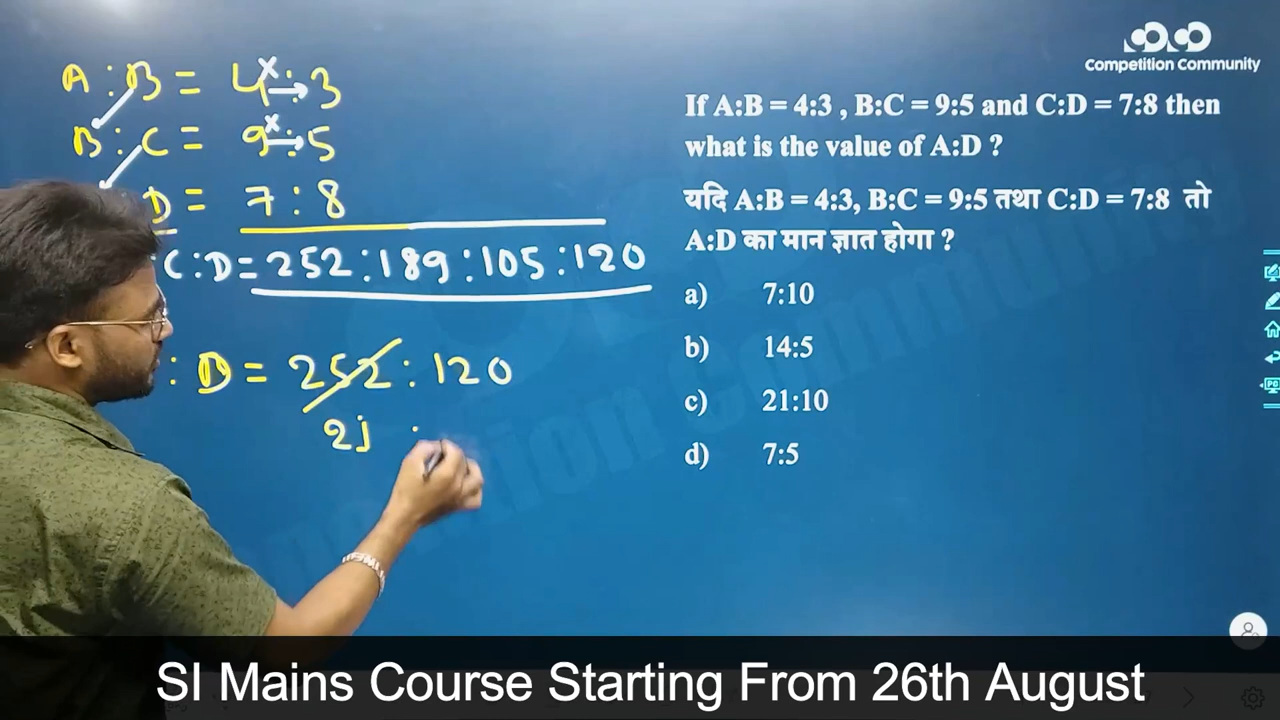 Competition Community
A : B = 4 : 3
B : C = 9 : 5
D = 7 : 8
C : D = 252 : 189 : 105 : 120
: D = 252 : 120
21 :
If A:B = 4:3 , B:C = 9:5 and C:D = 7:8 then
what is the value of A:D ?
यदि A:B = 4:3, B:C = 9:5 तथा C:D = 7:8 तो
A:D का मान ज्ञात होगा ?
a) 7:10
b) 14:5
c) 21:10
d) 7:5
SI Mains Course Starting From 26th August